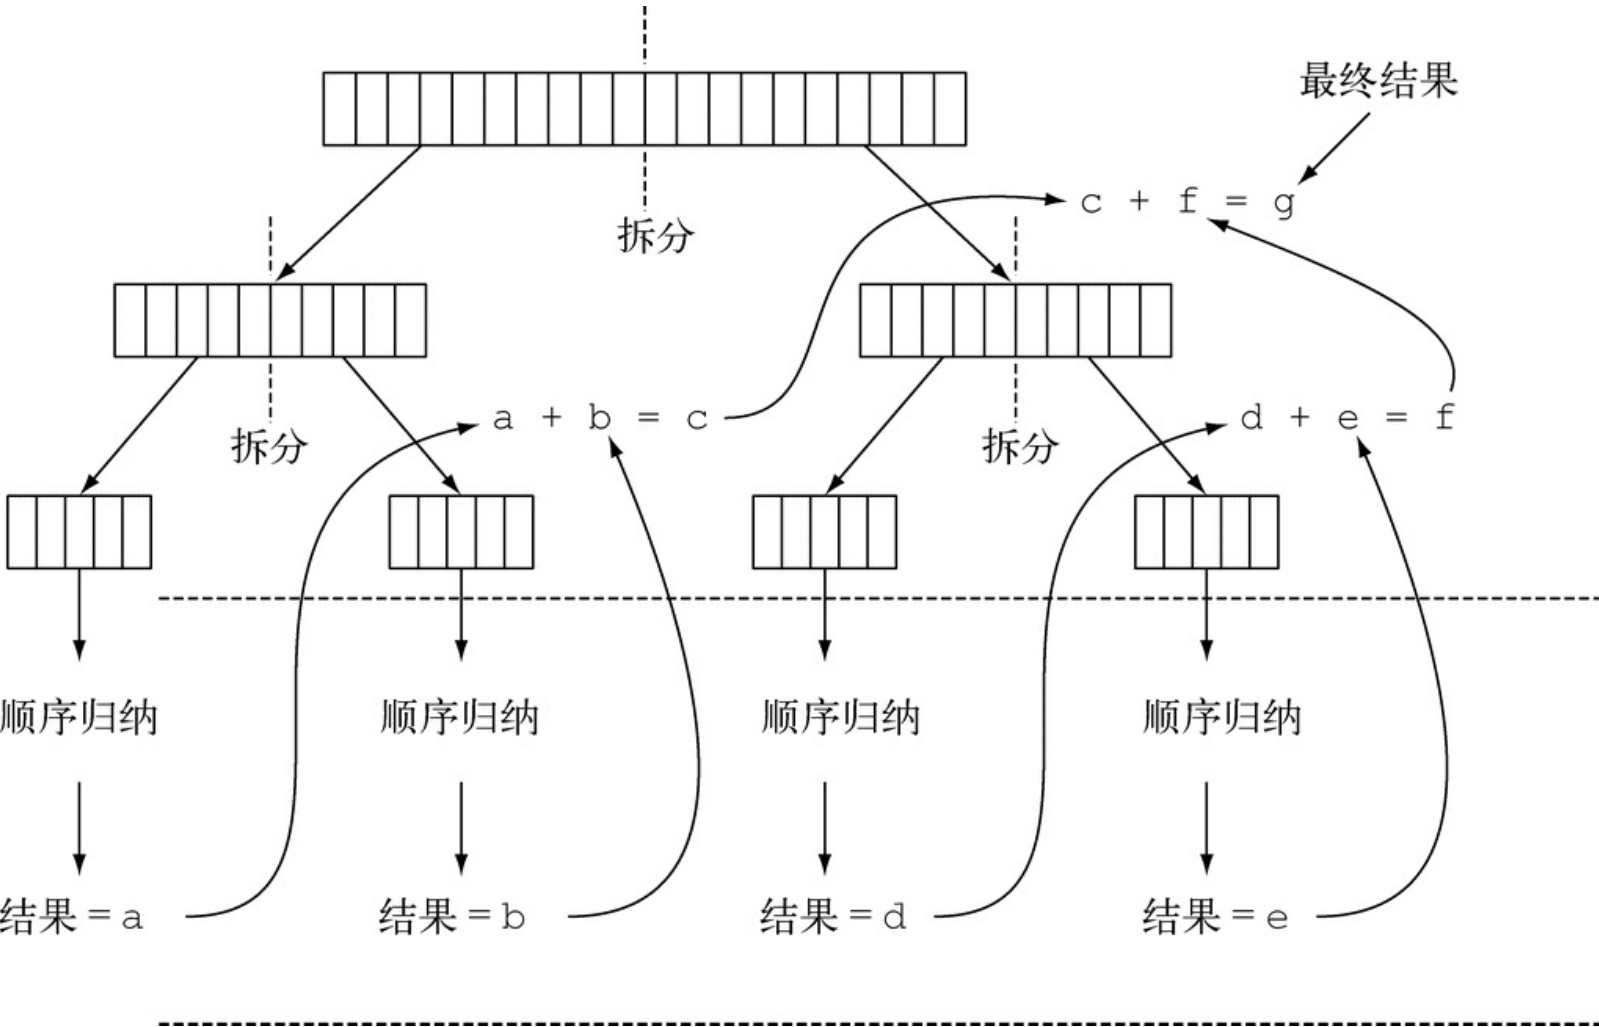 最终结果
c + f = g
拆分
a + b = c
d + e = f
拆分
拆分
顺序归纳
顺序归纳
顺序归纳
顺序归纳
结果=a
结果=b
结果=d
结果=e